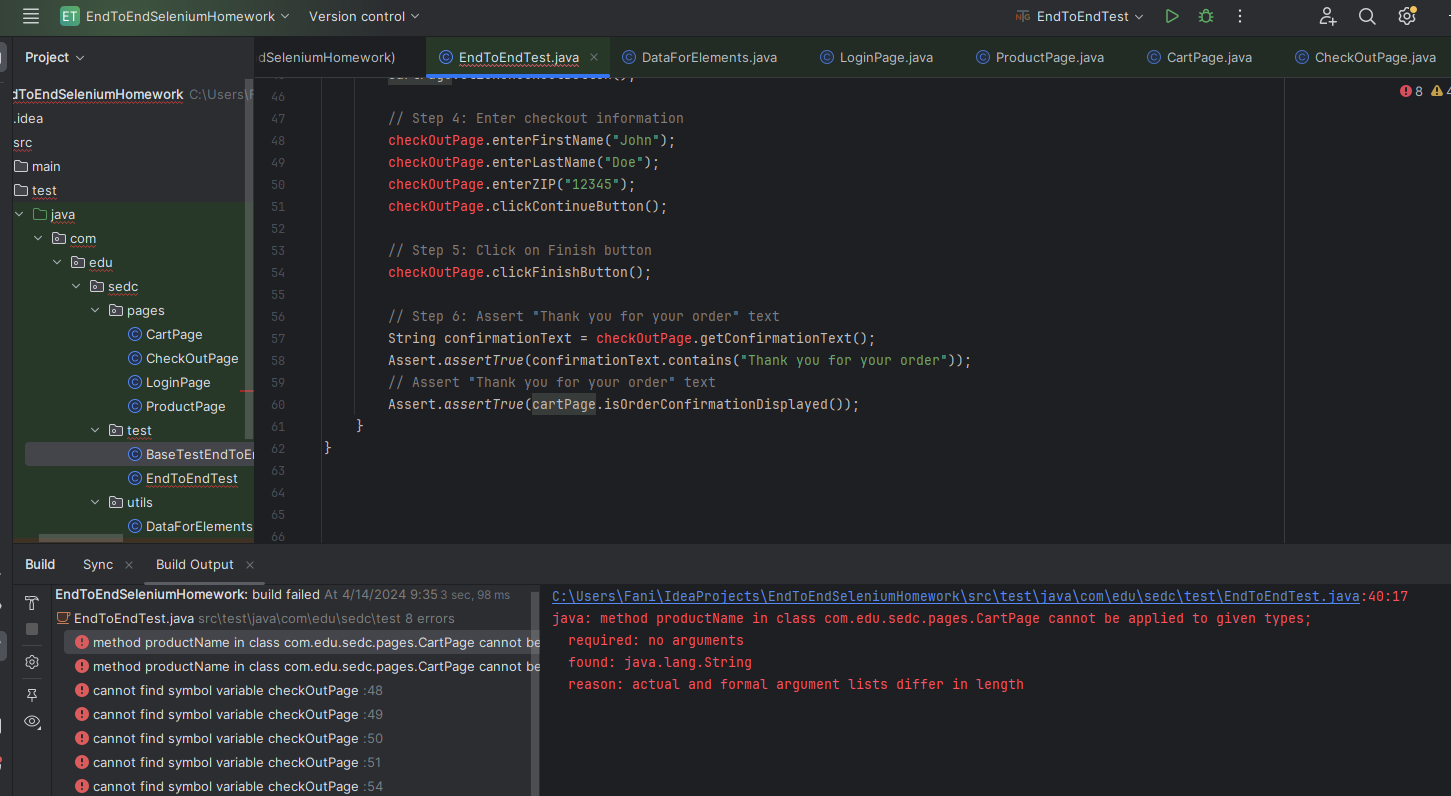 ET EndToEndSeleniumHomework Version control EndToEndTest
Project
dSeleniumHomework) EndToEndTest.java DataForElements.java LoginPage.java ProductPage.java CartPage.java CheckOutPage.java
dToEndSeleniumHomework C:\Users\F
.idea
src
main
test
java
com
edu
sedc
pages
CartPage
CheckOutPage
LoginPage
ProductPage
test
BaseTestEndToEn
EndToEndTest
utils
DataForElements
8 4
46
47 // Step 4: Enter checkout information
48 checkOutPage.enterFirstName("John");
49 checkOutPage.enterLastName("Doe");
50 checkOutPage.enterZIP("12345");
51 checkOutPage.clickContinueButton();
52
53 // Step 5: Click on Finish button
54 checkOutPage.clickFinishButton();
55
56 // Step 6: Assert "Thank you for your order" text
57 String confirmationText = checkOutPage.getConfirmationText();
58 Assert.assertTrue(confirmationText.contains("Thank you for your order"));
59 // Assert "Thank you for your order" text
60 Assert.assertTrue(cartPage.isOrderConfirmationDisplayed());
61 }
62 }
63
64
65
66
Build Sync Build Output
EndToEndSeleniumHomework: build failed At 4/14/2024 9:35 3 sec, 98 ms
EndToEndTest.java src\test\java\com\edu\sedc\test 8 errors
method productName in class com.edu.sedc.pages.CartPage cannot be
method productName in class com.edu.sedc.pages.CartPage cannot be
cannot find symbol variable checkOutPage :48
cannot find symbol variable checkOutPage :49
cannot find symbol variable checkOutPage :50
cannot find symbol variable checkOutPage :51
cannot find symbol variable checkOutPage :54
C:\Users\Fani\IdeaProjects\EndToEndSeleniumHomework\src\test\java\com\edu\sedc\test\EndToEndTest.java:40:17
java: method productName in class com.edu.sedc.pages.CartPage cannot be applied to given types;
required: no arguments
found: java.lang.String
reason: actual and formal argument lists differ in length